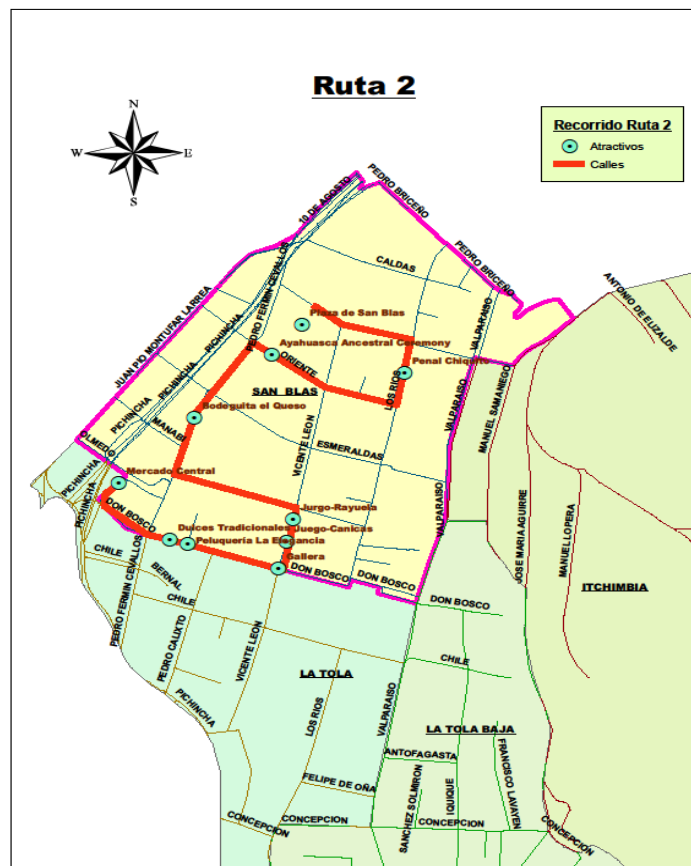 Ruta 2
N
W
E
S
Recorrido Ruta 2
Atractivos
Calles
PEDRO BRICEÑO
10 DE AGOSTO
PEDRO BRICEÑO
CALDAS
PEDRO FERMIN CEVALLOS
ANTONIO DE ELIZALDE
JUAN PIO MONTUFAR LARREA
PICHINCHA
VALPARAISO
Plaza de San Blas
Ayahuasca Ancestral Ceremony
ORIENTE
Penal Chiquito
PICHINCHA
SAN BLAS
LOS RIOS
VALPARAISO
MANUEL SAMANIEGO
Bodeguita el Queso
PICHINCHA
MANABI
OLMEDO
VICENTE LEON
ESMERALDAS
PICHINCHA
Mercado Central
PICHINCHA
DON BOSCO
Jurgo-Rayuela
VALPARAISO
JOSE MARIA AGUIRRE
MANUEL LOPERA
Dulces Tradicionales
Juego-Canicas
Peluquería La Elegancia
CHILE
Gallera
BERNAL
DON BOSCO
DON BOSCO
ITCHIMBIA
CHILE
PEDRO FERMIN CEVALLOS
DON BOSCO
PEDRO CALIXTO
VICENTE LEON
CHILE
LA TOLA
PICHINCHA
LOS RIOS
VALPARAISO
LA TOLA BAJA
ANTOFAGASTA
FRANCISCO LAVAYEN
FELIPE DE OÑA
SANCHEZ SOLMIRON
IQUIQUE
CONCEPCION
CONCEPCION
CONCEPCION
CONCEPCION